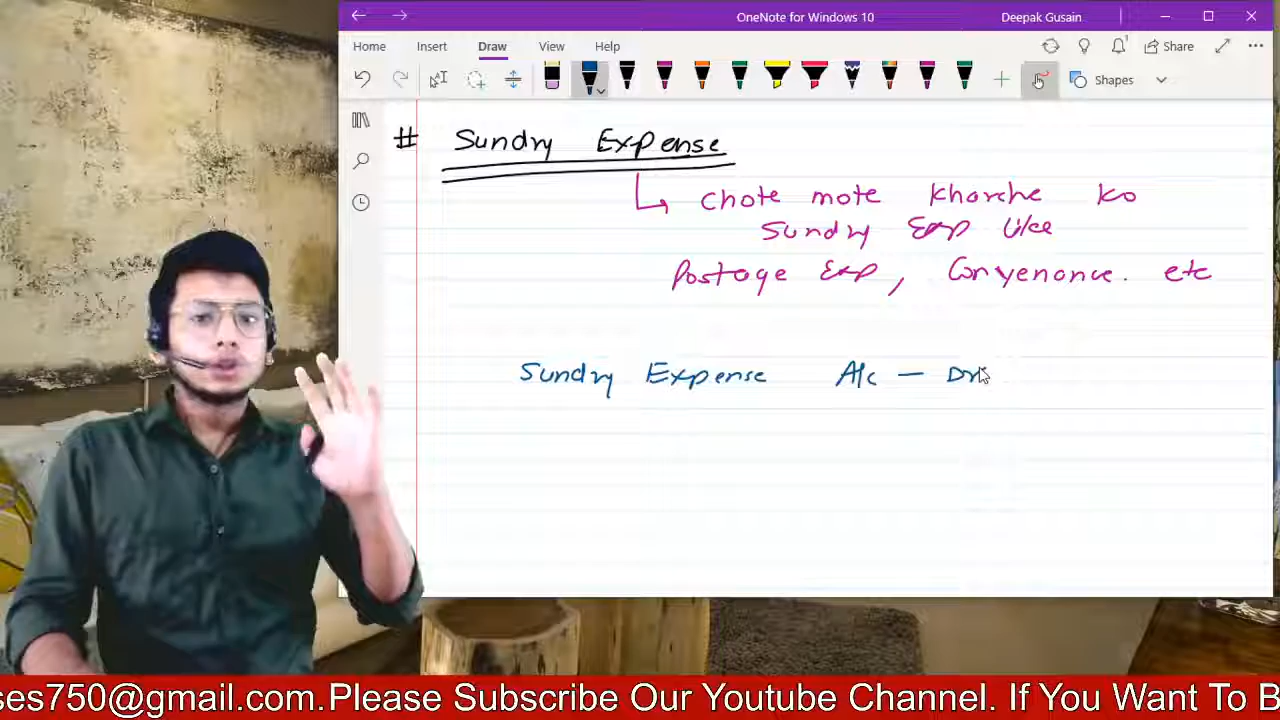 OneNote for Windows 10
Deepak Gusain
Home Insert Draw View Help
Share
Shapes
# Sundry Expense
Chote mote Kharche ko
Sundry Exp like
Postage Exp, Convenance. etc
Sundry Expense A/c — Dr
ses750@gmail.com.Please Subscribe Our Youtube Channel. If You Want To B